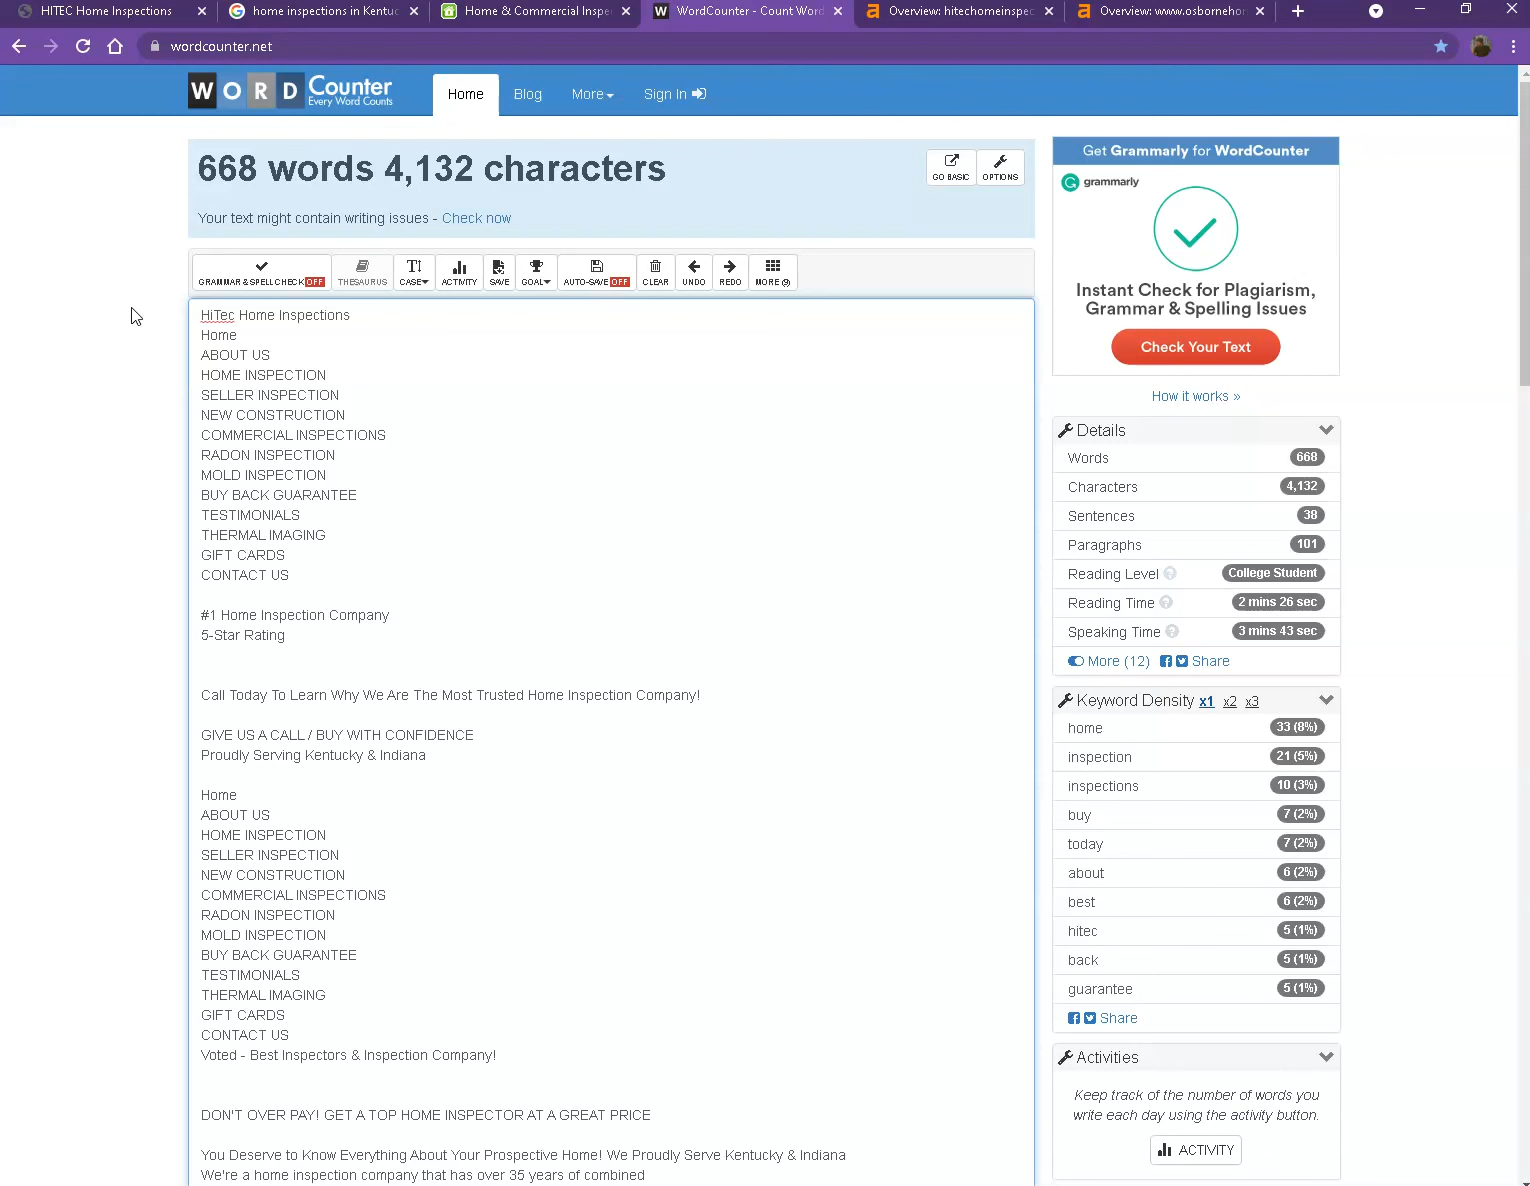 HITEC Home Inspections
home inspections in Kentuc
Home & Commercial Inspe
WordCounter - Count Word
Overview: hitechomeinspec
Overview: www.osbornehor
wordcounter.net
WORD Counter
Every Word Counts
Home
Blog
More
Sign In
668 words 4,132 characters
GO BASIC
OPTIONS
Your text might contain writing issues - Check now
GRAMMAR & SPELL CHECK OFF
THESAURUS
CASE
ACTIVITY
SAVE
GOAL
AUTO-SAVE OFF
CLEAR
UNDO
REDO
MORE (9)
HiTec Home Inspections
Home
ABOUT US
HOME INSPECTION
SELLER INSPECTION
NEW CONSTRUCTION
COMMERCIAL INSPECTIONS
RADON INSPECTION
MOLD INSPECTION
BUY BACK GUARANTEE
TESTIMONIALS
THERMAL IMAGING
GIFT CARDS
CONTACT US
#1 Home Inspection Company
5-Star Rating
Call Today To Learn Why We Are The Most Trusted Home Inspection Company!
GIVE US A CALL / BUY WITH CONFIDENCE
Proudly Serving Kentucky & Indiana
Home
ABOUT US
HOME INSPECTION
SELLER INSPECTION
NEW CONSTRUCTION
COMMERCIAL INSPECTIONS
RADON INSPECTION
MOLD INSPECTION
BUY BACK GUARANTEE
TESTIMONIALS
THERMAL IMAGING
GIFT CARDS
CONTACT US
Voted - Best Inspectors & Inspection Company!
DON'T OVER PAY! GET A TOP HOME INSPECTOR AT A GREAT PRICE
You Deserve to Know Everything About Your Prospective Home! We Proudly Serve Kentucky & Indiana
We're a home inspection company that has over 35 years of combined
Get Grammarly for WordCounter
grammarly
Instant Check for Plagiarism,
Grammar & Spelling Issues
Check Your Text
How it works »
Details
Words 668
Characters 4,132
Sentences 38
Paragraphs 101
Reading Level College Student
Reading Time 2 mins 26 sec
Speaking Time 3 mins 43 sec
More (12) Share
Keyword Density x1 x2 x3
home 33 (8%)
inspection 21 (5%)
inspections 10 (3%)
buy 7 (2%)
today 7 (2%)
about 6 (2%)
best 6 (2%)
hitec 5 (1%)
back 5 (1%)
guarantee 5 (1%)
Share
Activities
Keep track of the number of words you
write each day using the activity button.
ACTIVITY